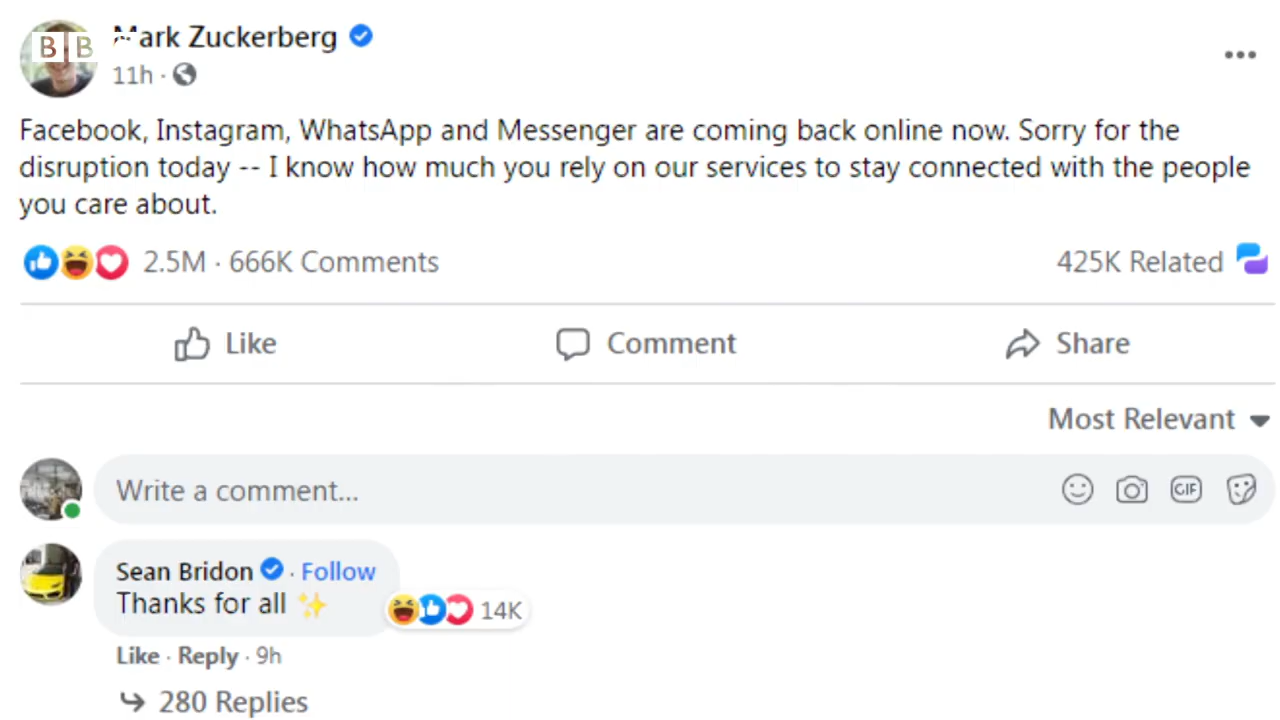 BB
Mark Zuckerberg
11h ·
Facebook, Instagram, WhatsApp and Messenger are coming back online now. Sorry for the
disruption today -- I know how much you rely on our services to stay connected with the people
you care about.
2.5M · 666K Comments 425K Related
Like Comment Share
Most Relevant
Write a comment... GIF
Sean Bridon · Follow
Thanks for all ✨
14K
Like · Reply · 9h
280 Replies